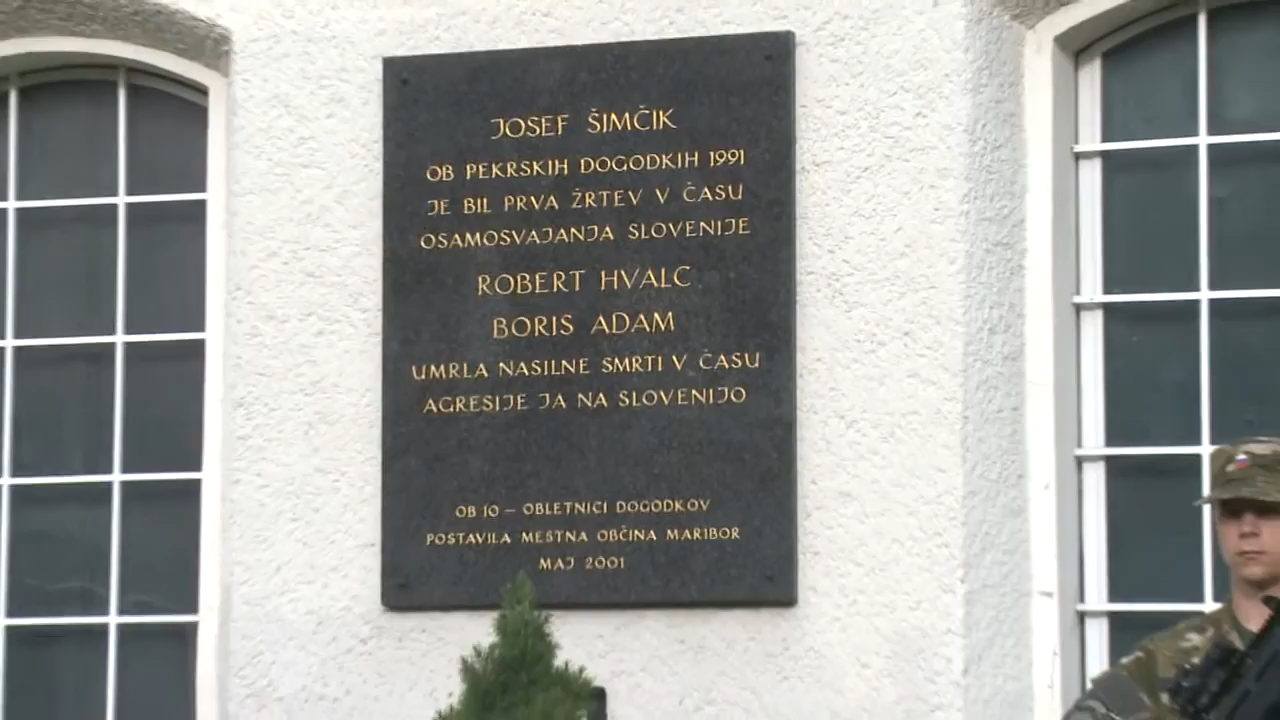 JOSEF ŠIMČIK
OB PEKRSKIH DOGODKIH 1991
JE BIL PRVA ŽRTEV V ČASU
OSAMOSVAJANJA SLOVENIJE
ROBERT HVALC
BORIS ADAM
UMRLA NASILNE SMRTI V ČASU
AGRESIJE JA NA SLOVENIJO
OB 10 – OBLETNICI DOGODKOV
POSTAVILA MESTNA OBČINA MARIBOR
MAJ 2001